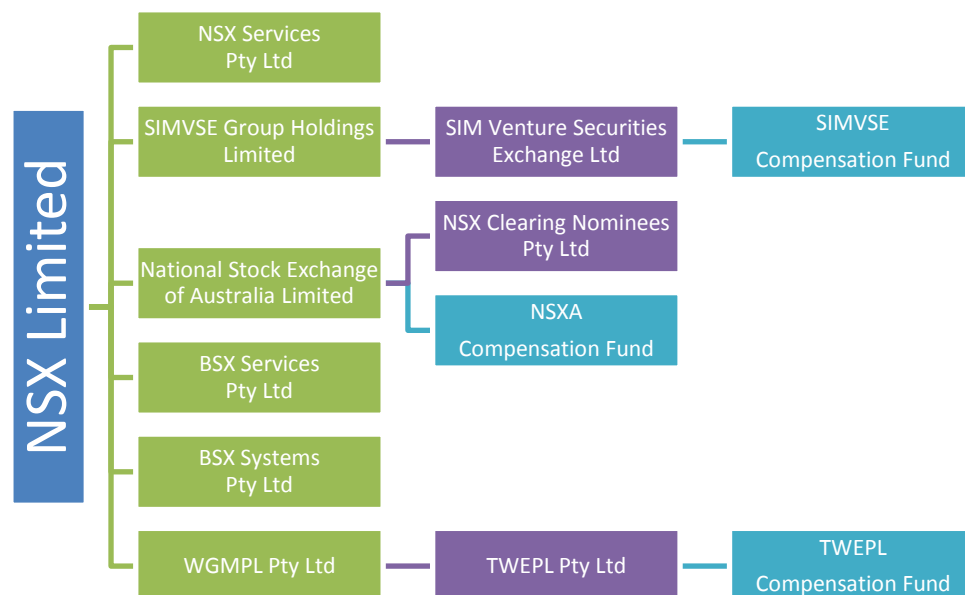 NSX Limited
NSX Services
Pty Ltd
SIMVSE Group Holdings
Limited
SIM Venture Securities
Exchange Ltd
SIMVSE
Compensation Fund
National Stock Exchange
of Australia Limited
NSX Clearing Nominees
Pty Ltd
NSXA
Compensation Fund
BSX Services
Pty Ltd
BSX Systems
Pty Ltd
WGMPL Pty Ltd
TWEPL Pty Ltd
TWEPL
Compensation Fund